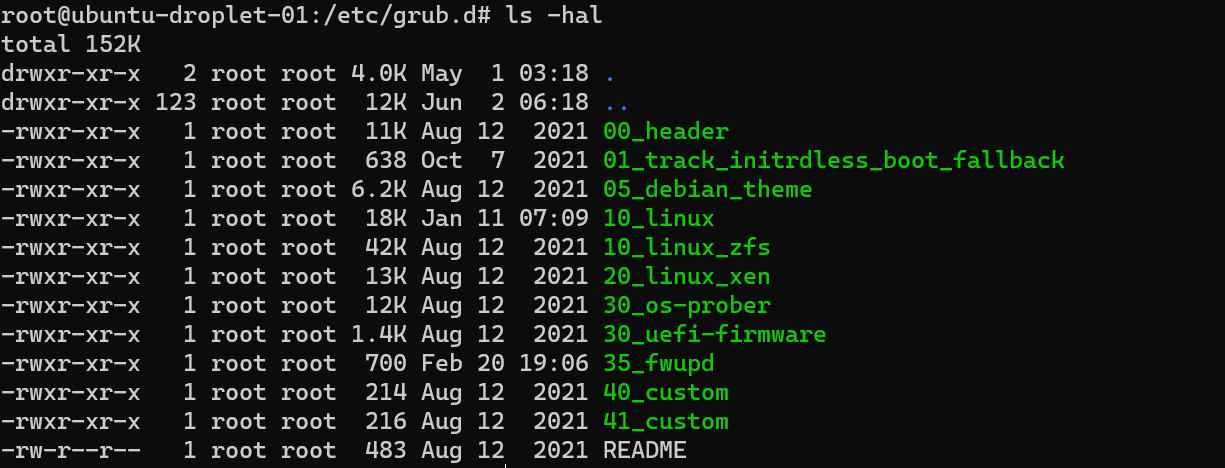 root@ubuntu-droplet-01:/etc/grub.d# ls -hal
total 152K
drwxr-xr-x   2 root root 4.0K May  1 03:18 .
drwxr-xr-x 123 root root  12K Jun  2 06:18 ..
-rwxr-xr-x   1 root root  11K Aug 12  2021 00_header
-rwxr-xr-x   1 root root  638 Oct  7  2021 01_track_initrdless_boot_fallback
-rwxr-xr-x   1 root root 6.2K Aug 12  2021 05_debian_theme
-rwxr-xr-x   1 root root  18K Jan 11 07:09 10_linux
-rwxr-xr-x   1 root root  42K Aug 12  2021 10_linux_zfs
-rwxr-xr-x   1 root root  13K Aug 12  2021 20_linux_xen
-rwxr-xr-x   1 root root  12K Aug 12  2021 30_os-prober
-rwxr-xr-x   1 root root 1.4K Aug 12  2021 30_uefi-firmware
-rwxr-xr-x   1 root root  700 Feb 20 19:06 35_fwupd
-rwxr-xr-x   1 root root  214 Aug 12  2021 40_custom
-rwxr-xr-x   1 root root  216 Aug 12  2021 41_custom
-rw-r--r--   1 root root  483 Aug 12  2021 README